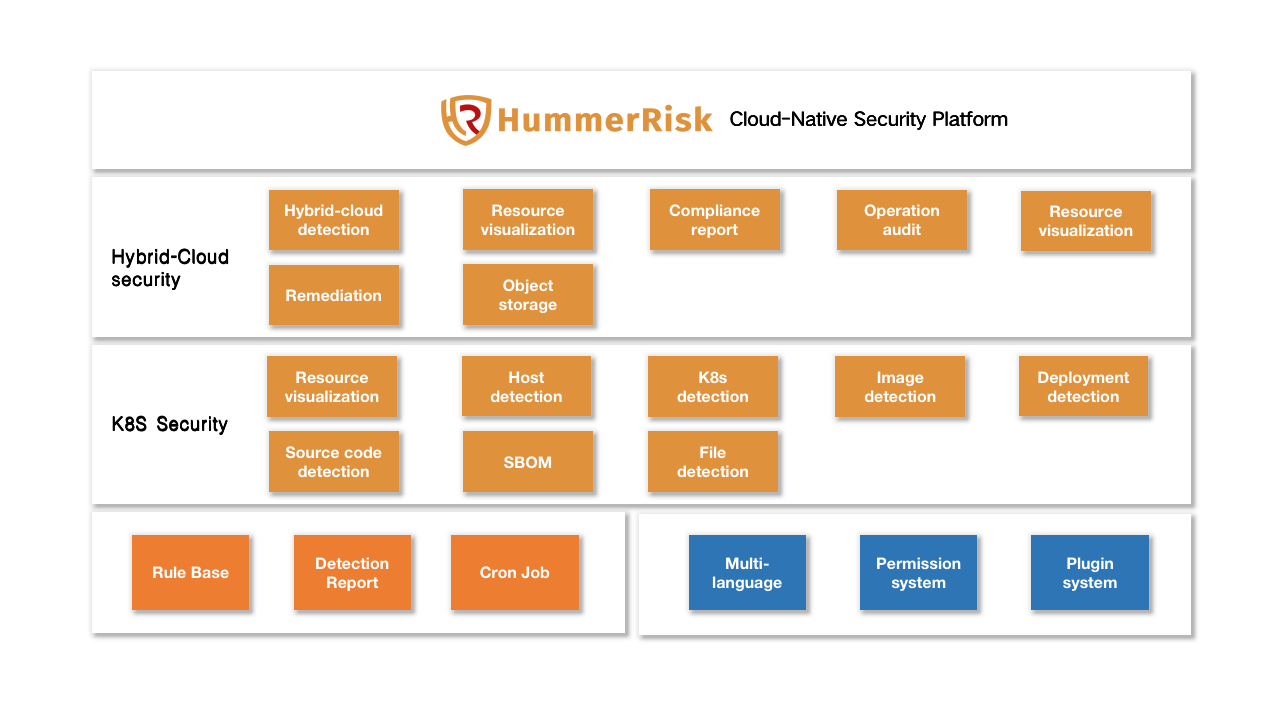 HummerRisk Cloud-Native Security Platform
Hybrid-Cloud
security
Hybrid-cloud
detection
Resource
visualization
Compliance
report
Operation
audit
Resource
visualization
Remediation
Object
storage
K8S Security
Resource
visualization
Host
detection
K8s
detection
Image
detection
Deployment
detection
Source code
detection
SBOM
File
detection
Rule Base
Detection
Report
Cron Job
Multi-
language
Permission
system
Plugin
system